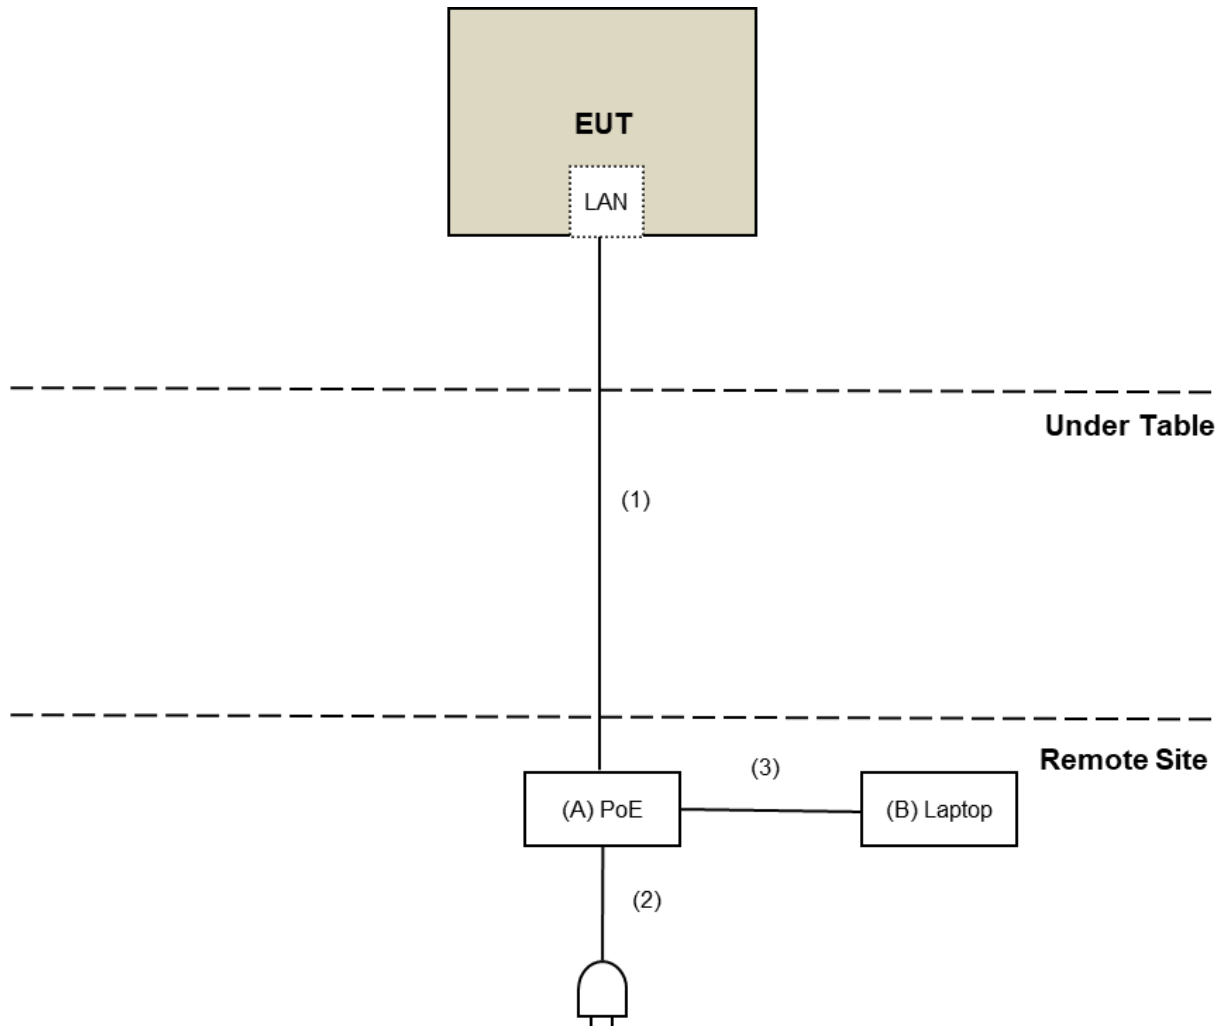 EUT
LAN
Under Table
(1)
Remote Site
(3)
(A) PoE
(B) Laptop
(2)